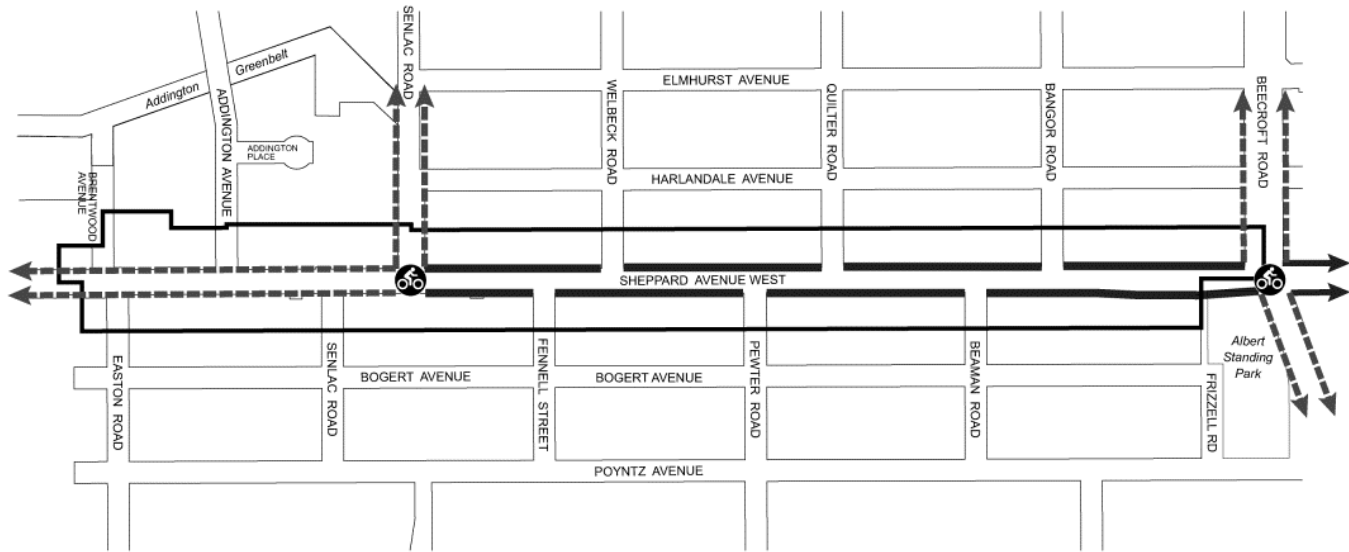 SENLAC ROAD
Addington Greenbelt
ADDINGTON AVENUE
ELMHURST AVENUE
WELBECK ROAD
QUILTER ROAD
BANGOR ROAD
BEECROFT ROAD
ADDINGTON
PLACE
BRENTWOOD
AVENUE
HARLANDALE AVENUE
SHEPPARD AVENUE WEST
EASTON ROAD
SENLAC ROAD
FENNELL STREET
PEWTER ROAD
BEAMAN ROAD
FRIZZELL RD
Albert
Standing
Park
BOGERT AVENUE
BOGERT AVENUE
POYNTZ AVENUE